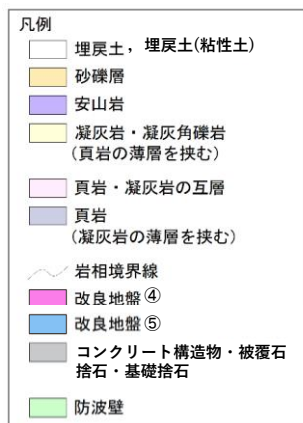 凡例
埋戻土，埋戻土(粘性土)
砂礫層
安山岩
凝灰岩・凝灰角礫岩
(頁岩の薄層を挟む)
頁岩・凝灰岩の互層
頁岩
(凝灰岩の薄層を挟む)
岩相境界線
改良地盤④
改良地盤⑤
コンクリート構造物・被覆石
捨石・基礎捨石
防波壁